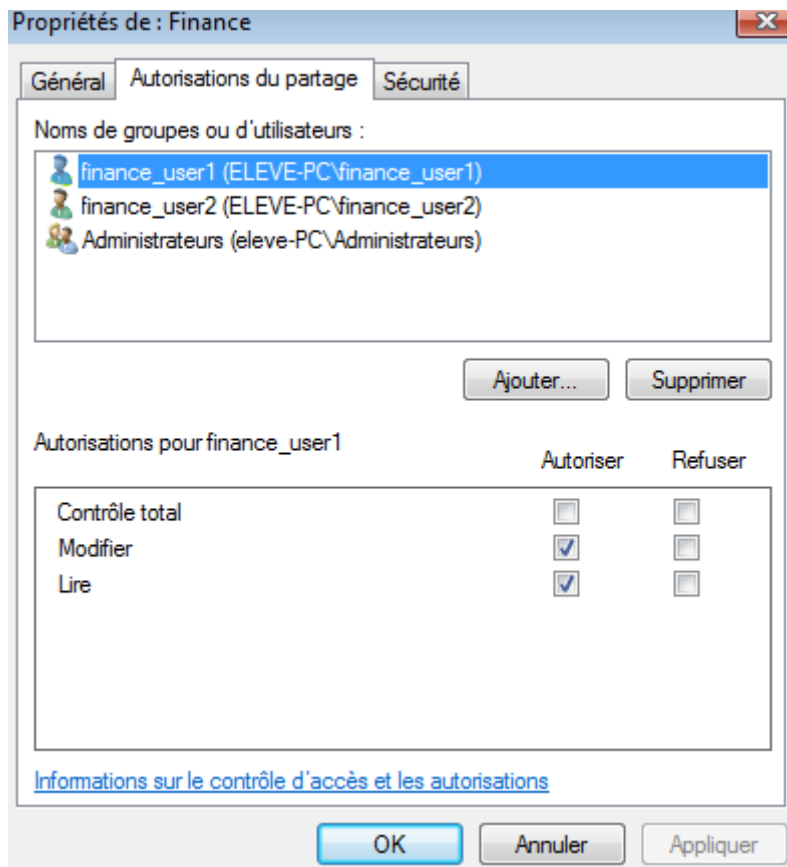 Propriétés de : Finance
Général Autorisations du partage Sécurité
Noms de groupes ou d'utilisateurs :
finance_user1 (ELEVE-PC\finance_user1)
finance_user2 (ELEVE-PC\finance_user2)
Administrateurs (eleve-PC\Administrateurs)
Ajouter... Supprimer
Autorisations pour finance_user1 Autoriser Refuser
Contrôle total
Modifier
Lire
Informations sur le contrôle d'accès et les autorisations
OK Annuler Appliquer